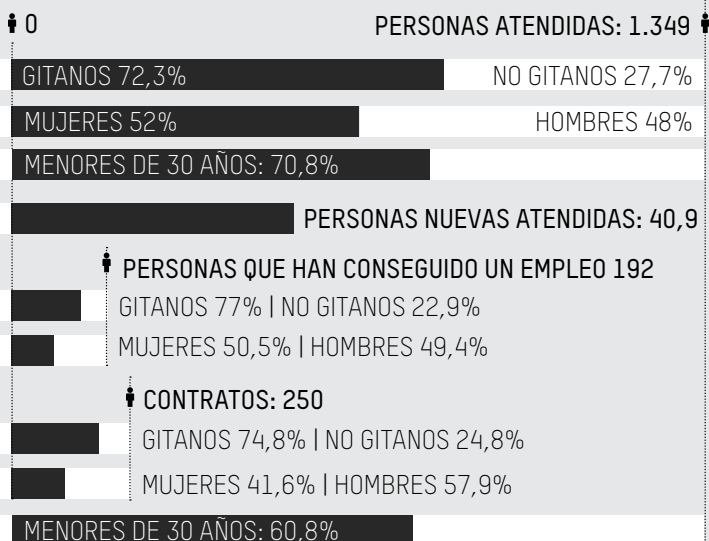 0
PERSONAS ATENDIDAS: 1.349
GITANOS 72,3%
NO GITANOS 27,7%
MUJERES 52%
HOMBRES 48%
MENORES DE 30 AÑOS: 70,8%
PERSONAS NUEVAS ATENDIDAS: 40,9
PERSONAS QUE HAN CONSEGUIDO UN EMPLEO 192
GITANOS 77% | NO GITANOS 22,9%
MUJERES 50,5% | HOMBRES 49,4%
CONTRATOS: 250
GITANOS 74,8% | NO GITANOS 24,8%
MUJERES 41,6% | HOMBRES 57,9%
MENORES DE 30 AÑOS: 60,8%